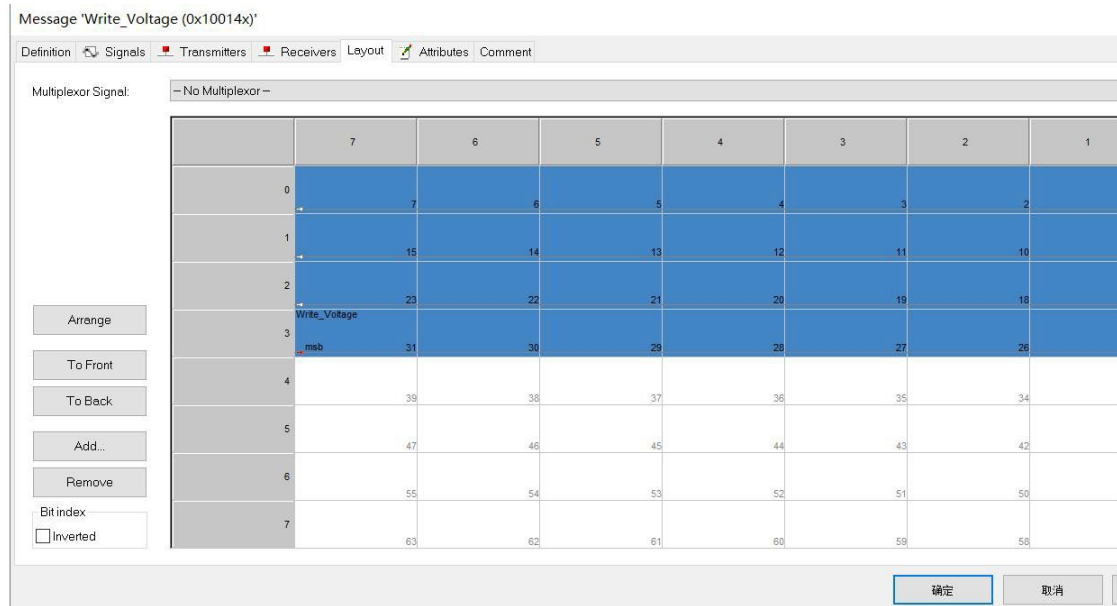 Message 'Write_Voltage (0x10014x)'
Definition Signals Transmitters Receivers Layout Attributes Comment
Multiplexor Signal: -- No Multiplexor --
7 6 5 4 3 2 1
0 7 6 5 4 3 2
1 15 14 13 12 11 10
2 23 22 21 20 19 18
Write_Voltage
3 msb 31 30 29 28 27 26
4 39 38 37 36 35 34
5 47 46 45 44 43 42
6 55 54 53 52 51 50
7 63 62 61 60 59 58
Arrange
To Front
To Back
Add...
Remove
Bit index
Inverted
确定 取消